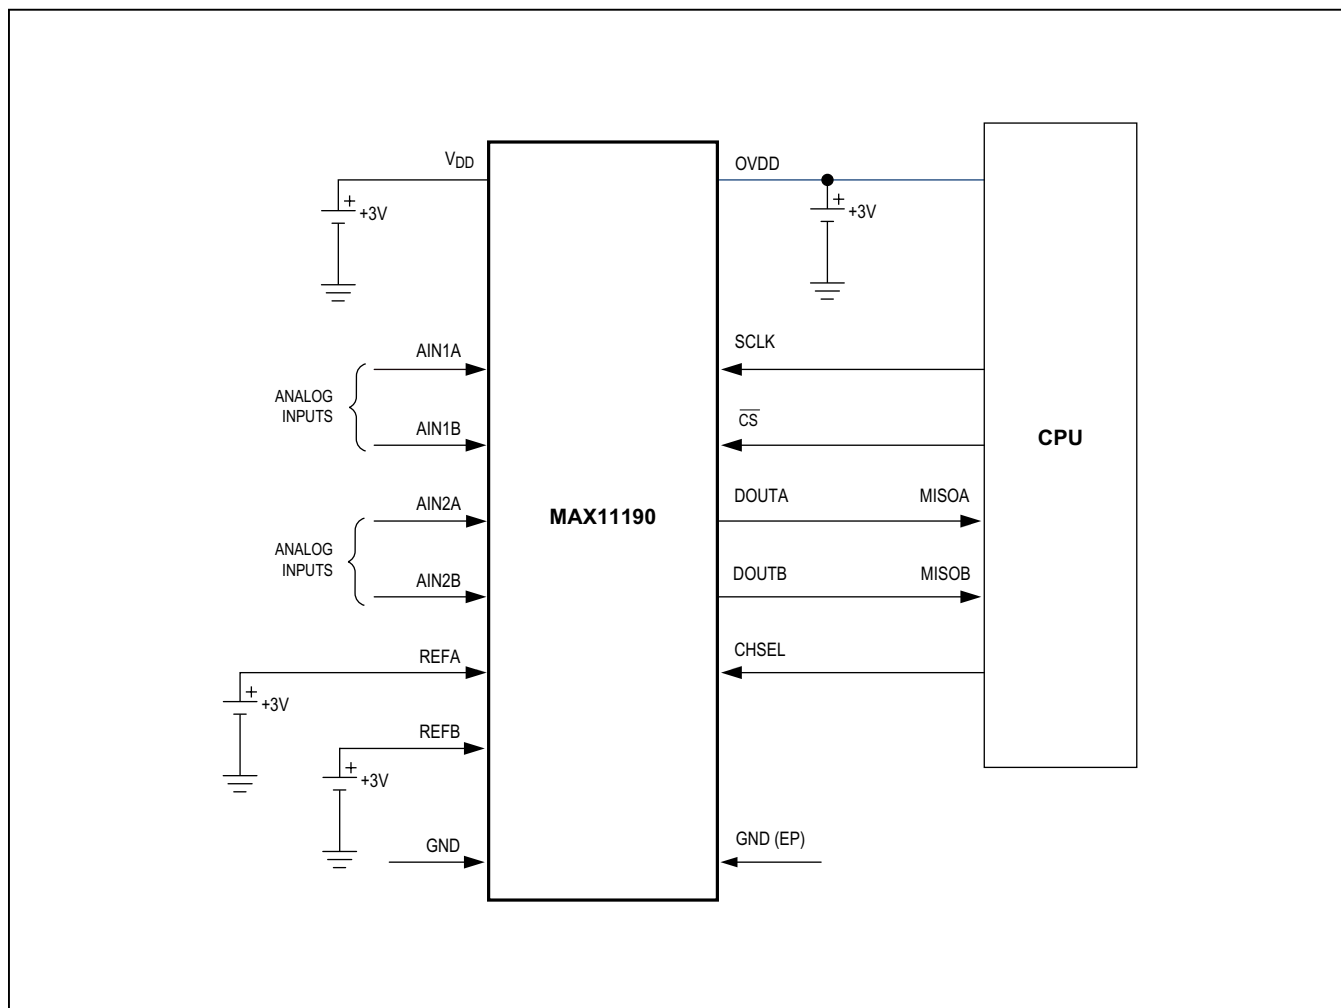 VDD
OVDD
+
+3V
+
+3V
AIN1A
SCLK
ANALOG
INPUTS
AIN1B
CS
CPU
AIN2A
DOUTA
MISOA
MAX11190
ANALOG
INPUTS
AIN2B
DOUTB
MISOB
REFA
CHSEL
+
+3V
REFB
+
+3V
GND
GND (EP)